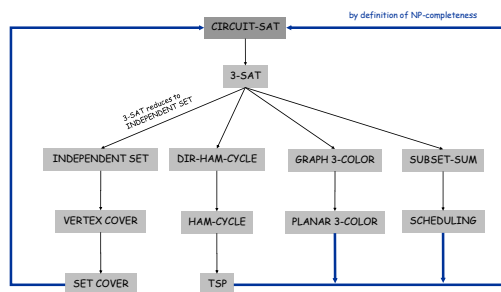 by definition of NP-completeness
CIRCUIT-SAT
3-SAT
3-SAT reduces to
INDEPENDENT SET
INDEPENDENT SET
DIR-HAM-CYCLE
GRAPH 3-COLOR
SUBSET-SUM
VERTEX COVER
HAM-CYCLE
PLANAR 3-COLOR
SCHEDULING
SET COVER
TSP